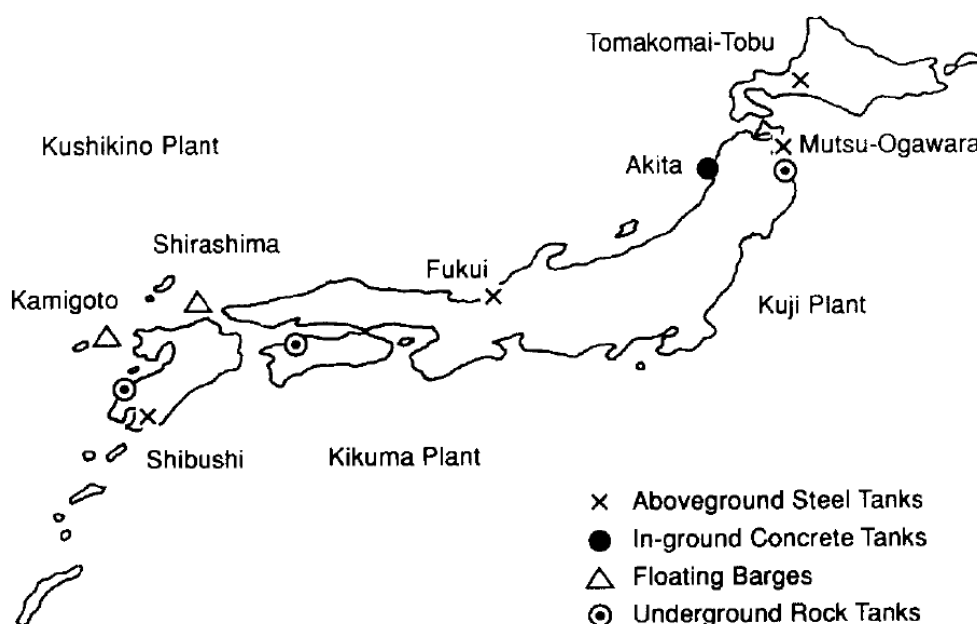 Tomakomai-Tobu
Kushikino Plant
Mutsu-Ogawara
Akita
Shirashima
Fukui
Kamigoto
Kuji Plant
Shibushi
Kikuma Plant
Aboveground Steel Tanks
In-ground Concrete Tanks
Floating Barges
Underground Rock Tanks